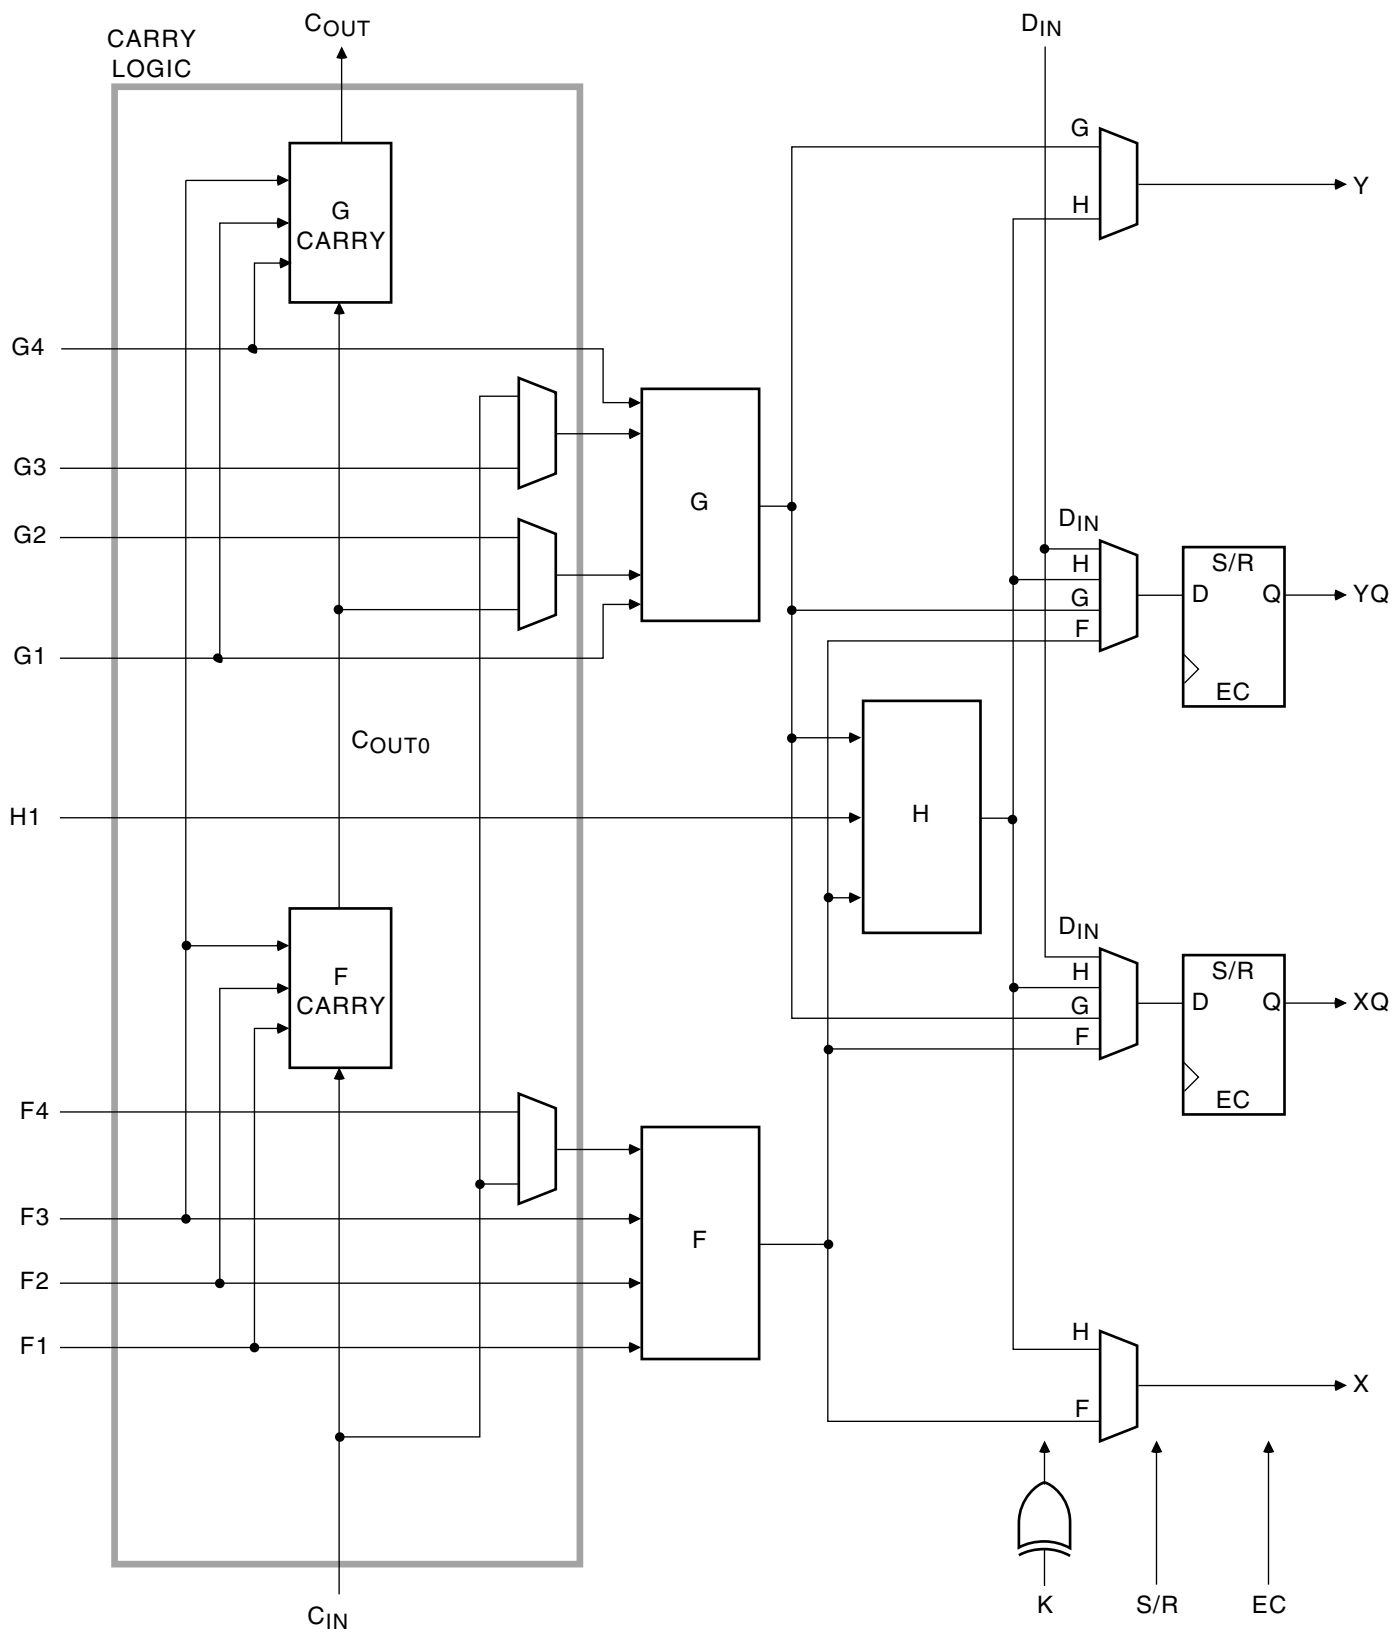 COUT
DIN
CARRY
LOGIC
G
G
CARRY
Y
H
G4
G3
G
G2
DIN
H
S/R
G
D
Q
YQ
F
G1
EC
COUT0
H1
H
DIN
H
S/R
F
CARRY
G
D
Q
XQ
F
EC
F4
F3
F
F2
F1
H
X
F
K
S/R
EC
CIN